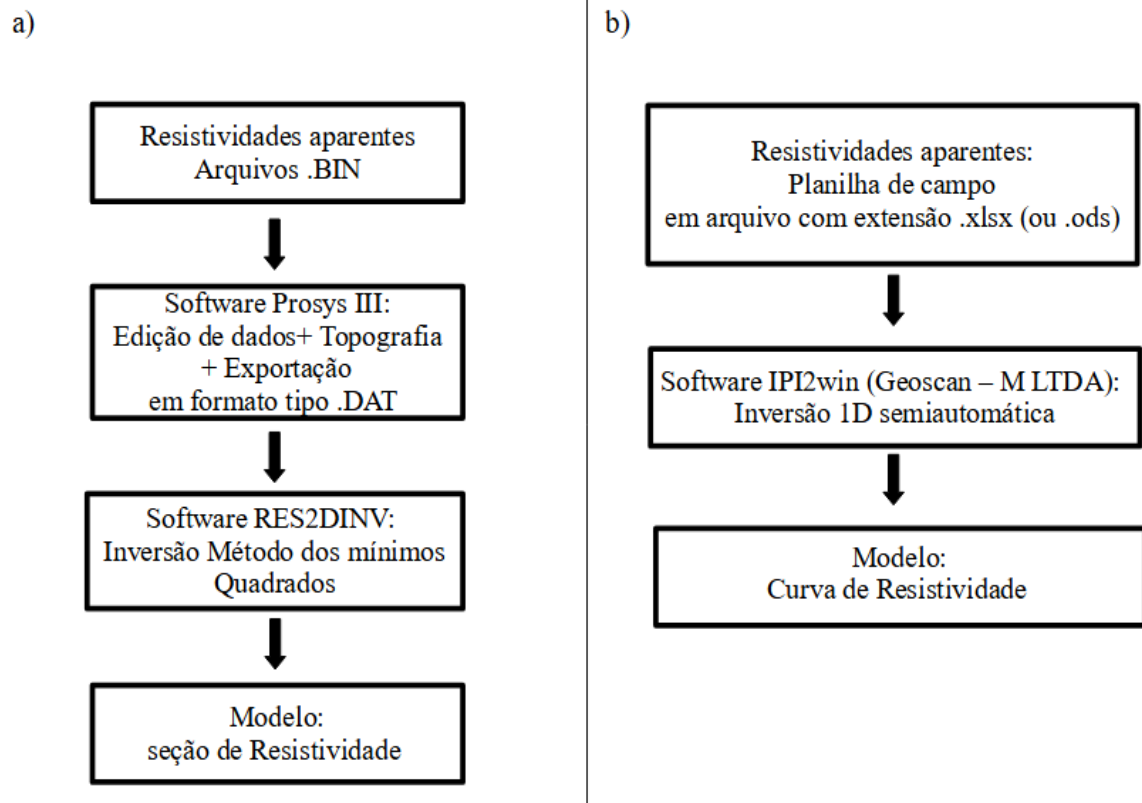 a)
Resistividades aparentes
Arquivos .BIN
Software Prosys III:
Edição de dados+ Topografia
+ Exportação
em formato tipo .DAT
Software RES2DINV:
Inversão Método dos mínimos
Quadrados
Modelo:
seção de Resistividade
b)
Resistividades aparentes:
Planilha de campo
em arquivo com extensão .xlsx (ou .ods)
Software IPI2win (Geoscan – M LTDA):
Inversão 1D semiautomática
Modelo:
Curva de Resistividade